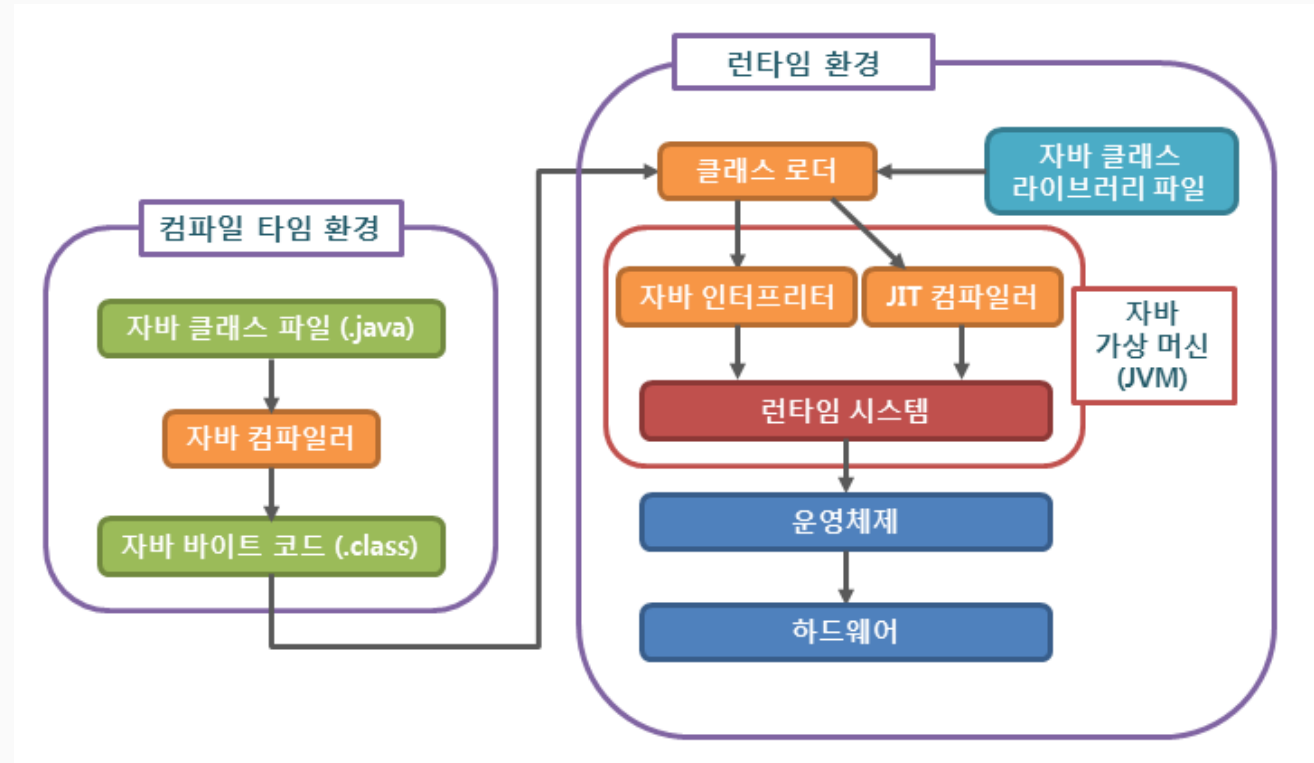 컴파일 타임 환경
자바 클래스 파일 (.java)
자바 컴파일러
자바 바이트 코드 (.class)
런타임 환경
클래스 로더
자바 클래스
라이브러리 파일
자바 인터프리터
JIT 컴파일러
자바
가상 머신
(JVM)
런타임 시스템
운영체제
하드웨어